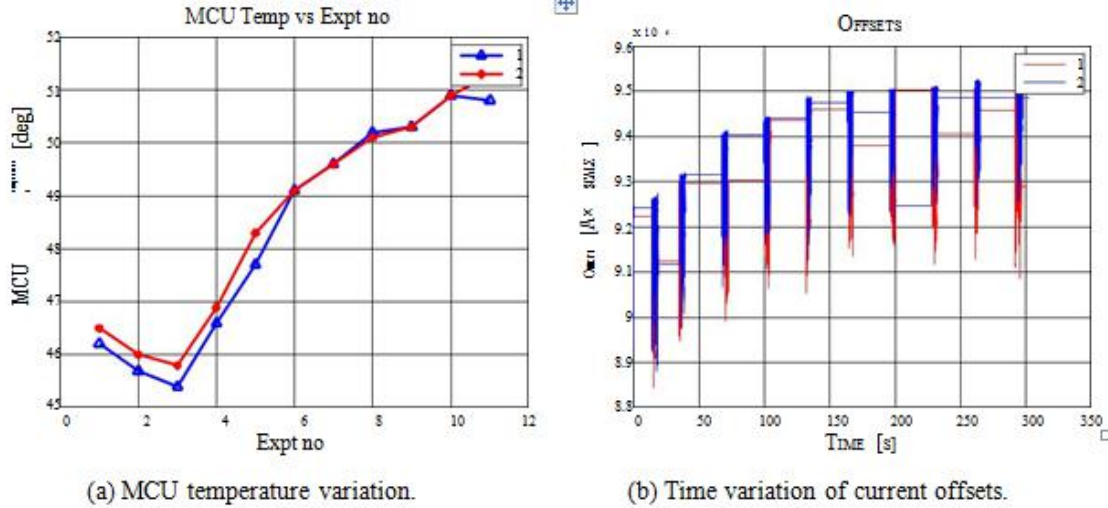 MCU Temp vs Expt no
52
51
50
49
48
47
46
45
[deg]
MCU
1
2
0 2 4 6 8 10 12
Expt no
(a) MCU temperature variation.
OFFSETS
x 10
9.6
9.5
9.4
9.3
9.2
9.1
9
8.9
8.8
1
2
0 50 100 150 200 250 300 350
TIME [s]
(b) Time variation of current offsets.